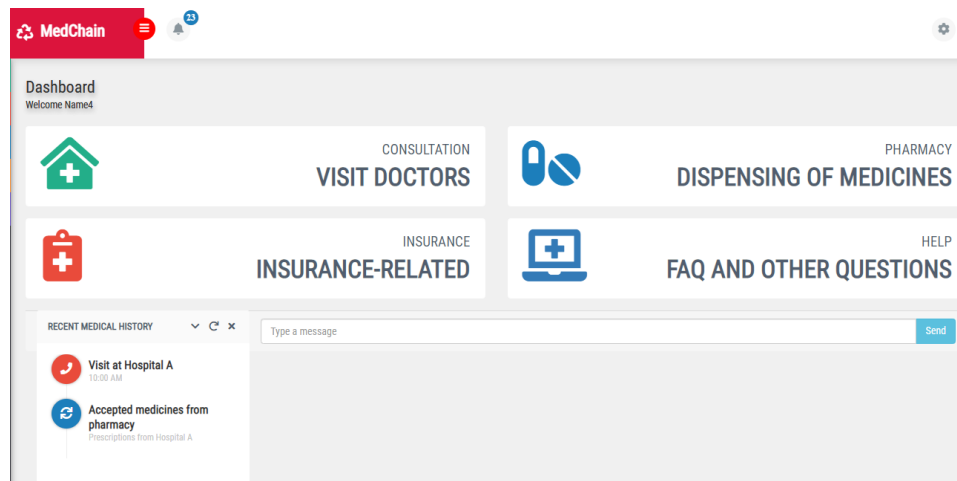 MedChain
23
Dashboard
Welcome Name4
CONSULTATION
VISIT DOCTORS
PHARMACY
DISPENSING OF MEDICINES
INSURANCE
INSURANCE-RELATED
HELP
FAQ AND OTHER QUESTIONS
RECENT MEDICAL HISTORY
Type a message
Send
Visit at Hospital A
10:00 AM
Accepted medicines from
pharmacy
Prescriptions from Hospital A